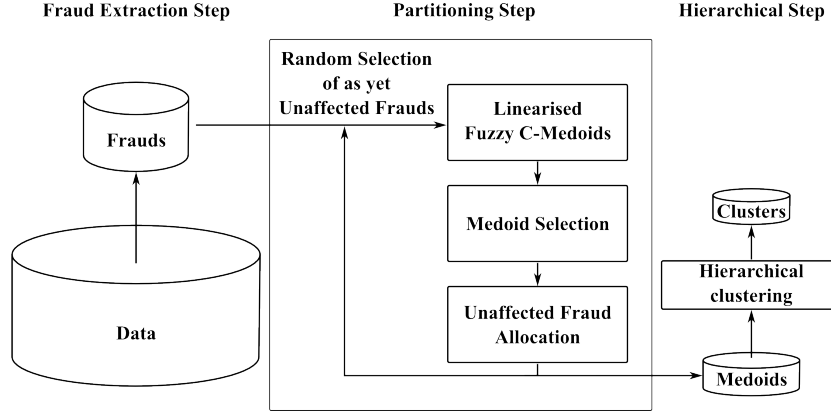 Fraud Extraction Step
Partitioning Step
Hierarchical Step
Random Selection
of as yet
Unaffected Frauds
Frauds
Data
Linearised
Fuzzy C-Medoids
Medoid Selection
Unaffected Fraud
Allocation
Clusters
Hierarchical
clustering
Medoids